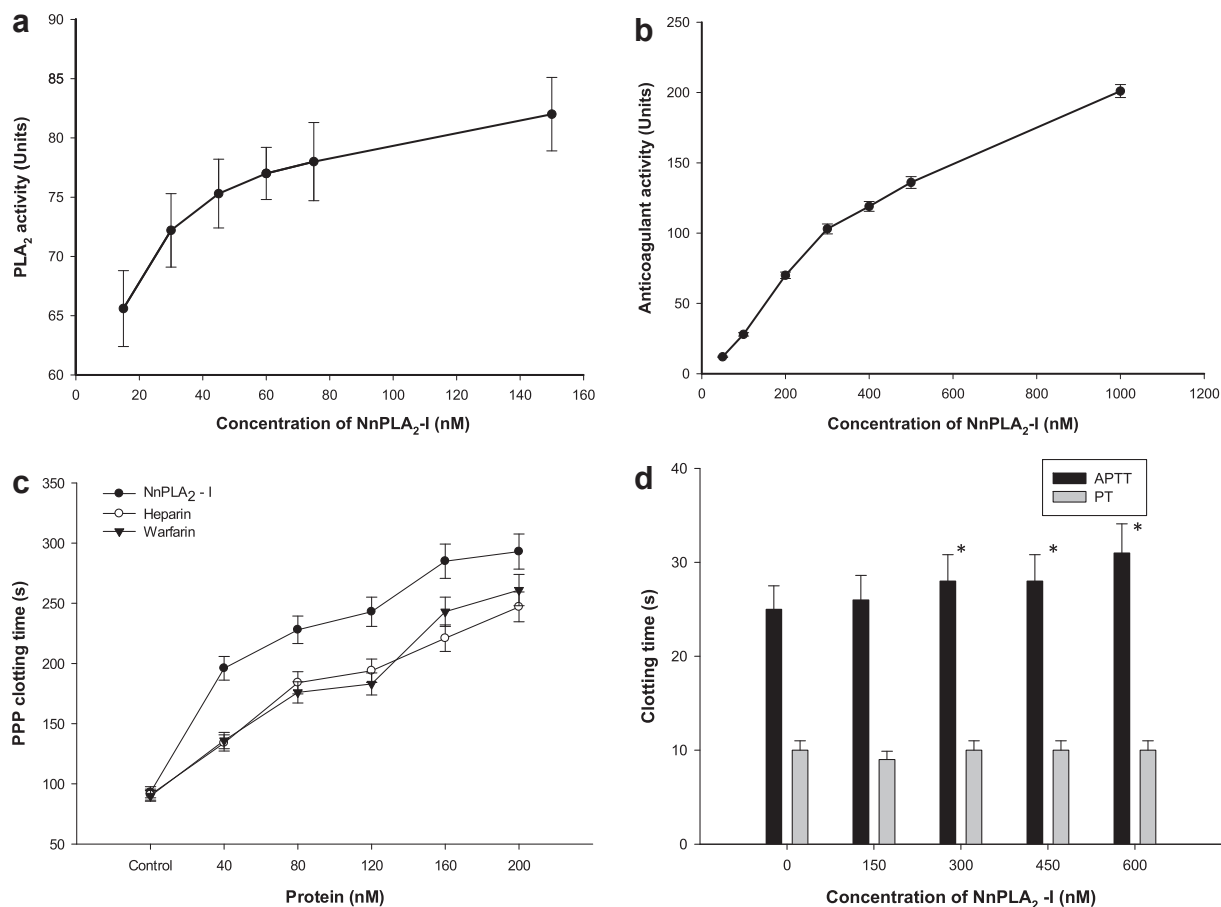 a
90
85
80
75
70
65
60
PLA2 activity (Units)
0 20 40 60 80 100 120 140 160
Concentration of NnPLA2-I (nM)
b
250
200
150
100
50
0
Anticoagulant activity (Units)
0 200 400 600 800 1000 1200
Concentration of NnPLA2-I (nM)
c
350
300
250
200
150
100
50
PPP clotting time (s)
NnPLA2 - I
Heparin
Warfarin
Control 40 80 120 160 200
Protein (nM)
d
40
30
20
10
0
Clotting time (s)
APTT
PT
* * *
0 150 300 450 600
Concentration of NnPLA2 -I (nM)